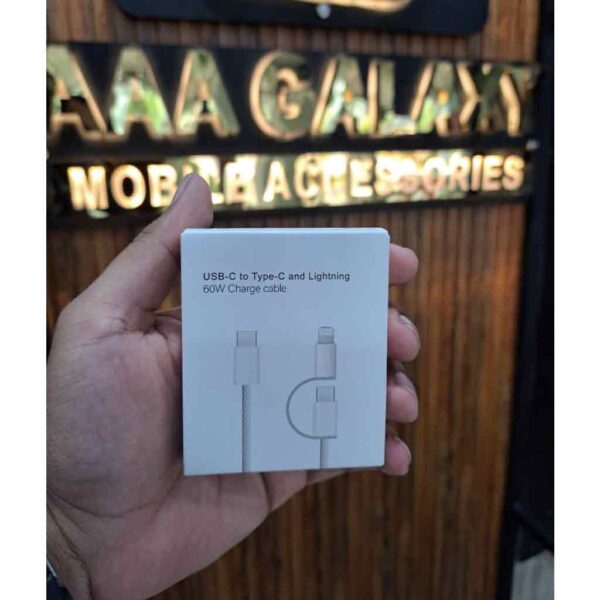 AAA GALAXY
MOBILE ACCESSORIES
USB-C to Type-C and Lightning
60W Charge cable